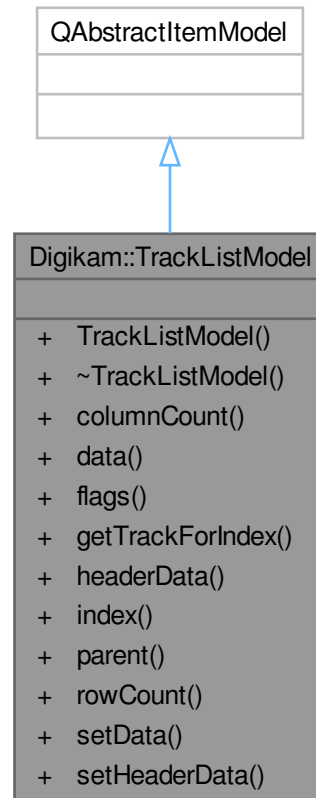 QAbstractItemModel
Digikam::TrackListModel
+ TrackListModel()
+ ~TrackListModel()
+ columnCount()
+ data()
+ flags()
+ getTrackForIndex()
+ headerData()
+ index()
+ parent()
+ rowCount()
+ setData()
+ setHeaderData()